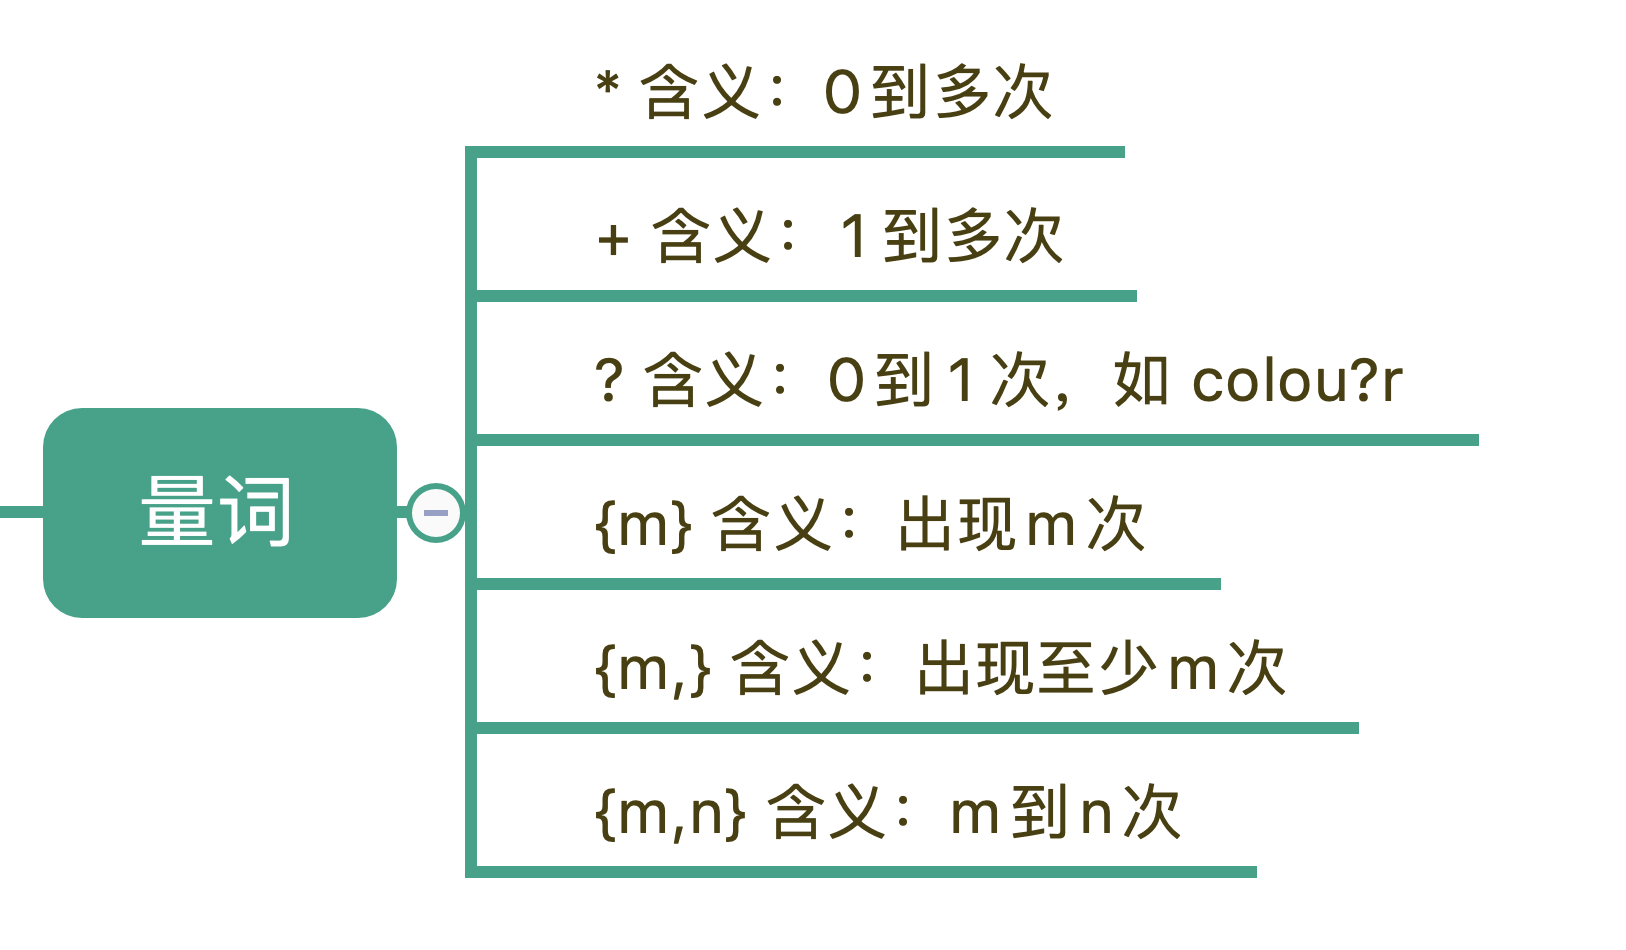 * 含义：0到多次
+ 含义：1到多次
? 含义：0到1次，如 colou?r
量词
{m} 含义：出现m次
{m,} 含义：出现至少m次
{m,n} 含义：m到n次